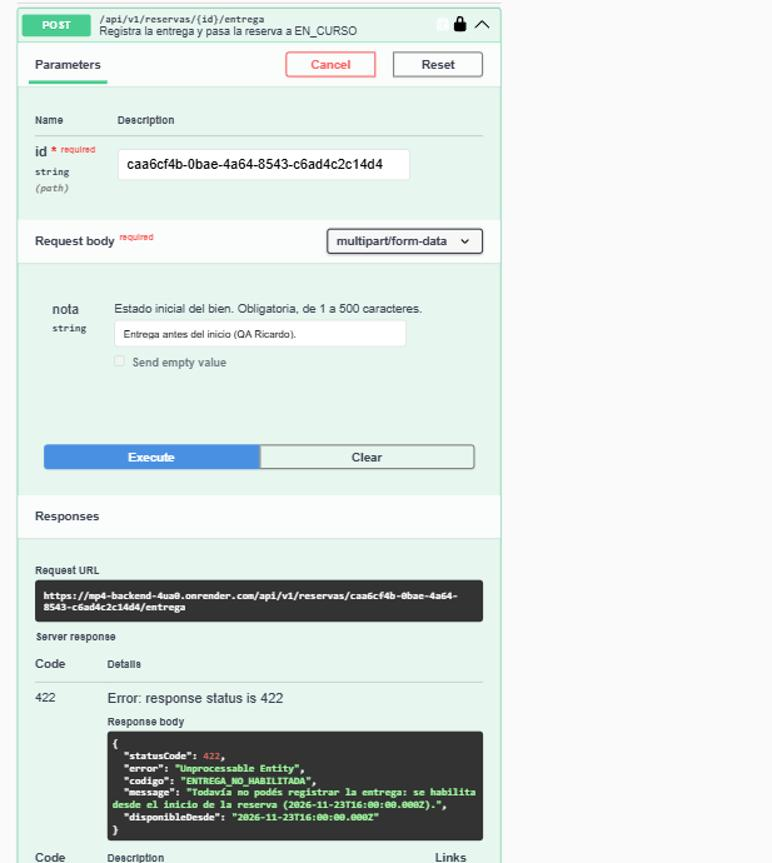 POST /api/v1/reservas/{id}/entrega
Registra la entrega y pasa la reserva a EN_CURSO
Parameters
Cancel
Reset
Name Description
id * required
string
(path)
caa6cf4b-0bae-4a64-8543-c6ad4c2c14d4
Request body required
multipart/form-data
nota
string
Estado inicial del bien. Obligatoria, de 1 a 500 caracteres.
Entrega antes del inicio (QA Ricardo).
Send empty value
Execute
Clear
Responses
Request URL
https://mp4-backend-4ua0.onrender.com/api/v1/reservas/caa6cf4b-0bae-4a64-
8543-c6ad4c2c14d4/entrega
Server response
Code Details
422 Error: response status is 422
Response body
{
"statusCode": 422,
"error": "Unprocessable Entity",
"codigo": "ENTREGA_NO_HABILITADA",
"message": "Todavía no podés registrar la entrega: se habilita
desde el inicio de la reserva (2026-11-23T16:00:00.000Z).",
"disponibleDesde": "2026-11-23T16:00:00.000Z"
}
Code Description Links